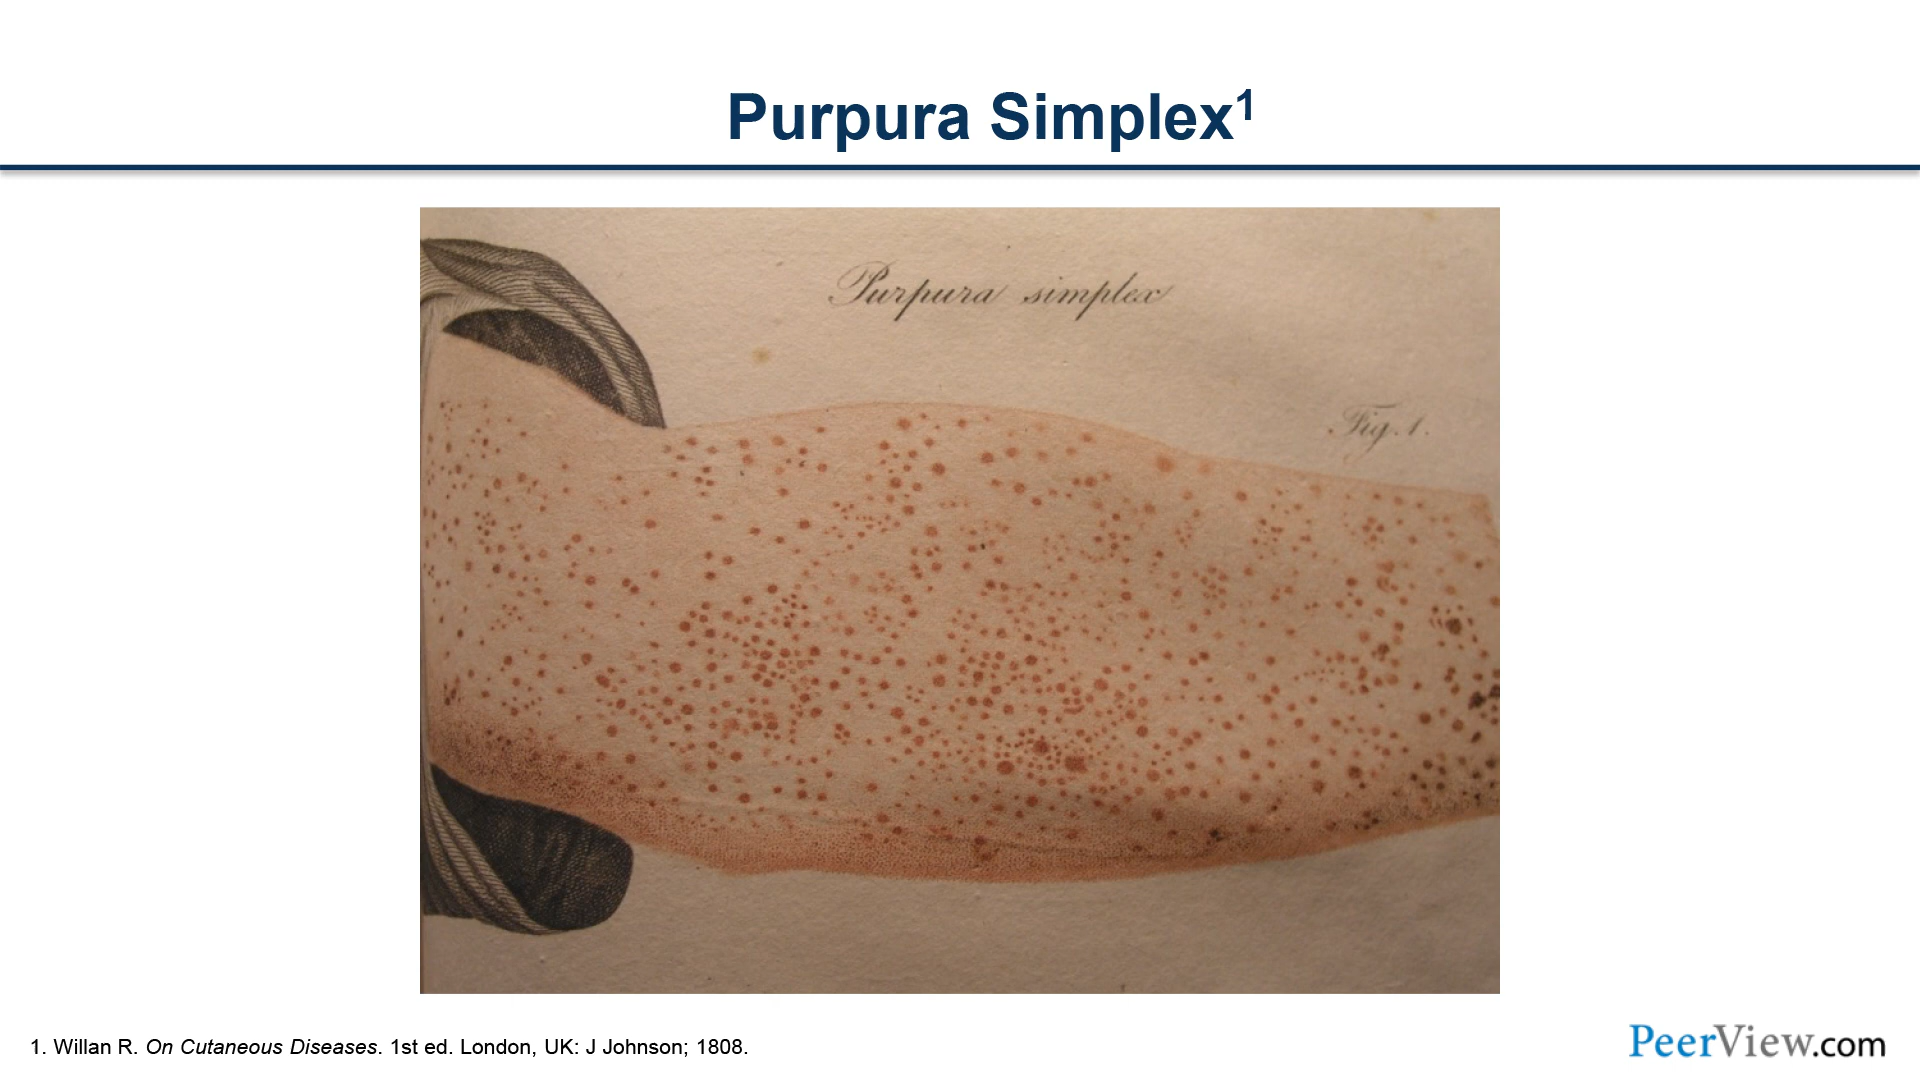 Purpura Simplex¹
Purpura simplex
Fig. 1.
1. Willan R. On Cutaneous Diseases. 1st ed. London, UK: J Johnson; 1808.
PeerView.com